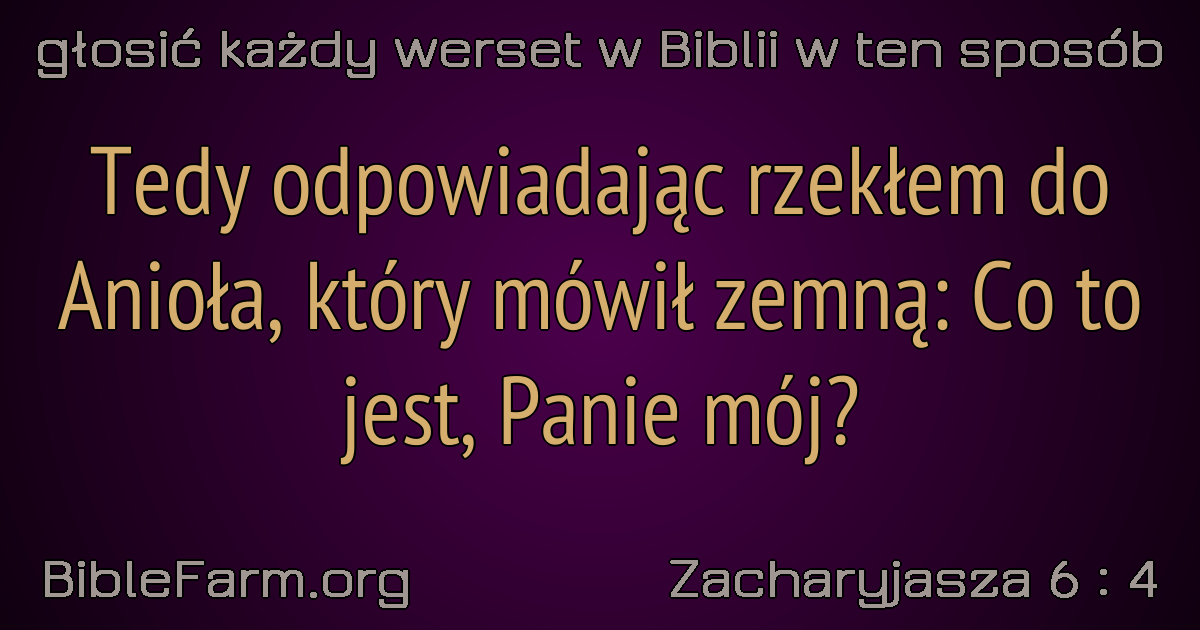 głosić każdy werset w Biblii w ten sposób
Tedy odpowiadając rzekłem do
Anioła, który mówił zemną: Co to
jest, Panie mój?
BibleFarm.org
Zacharyjasza 6 : 4